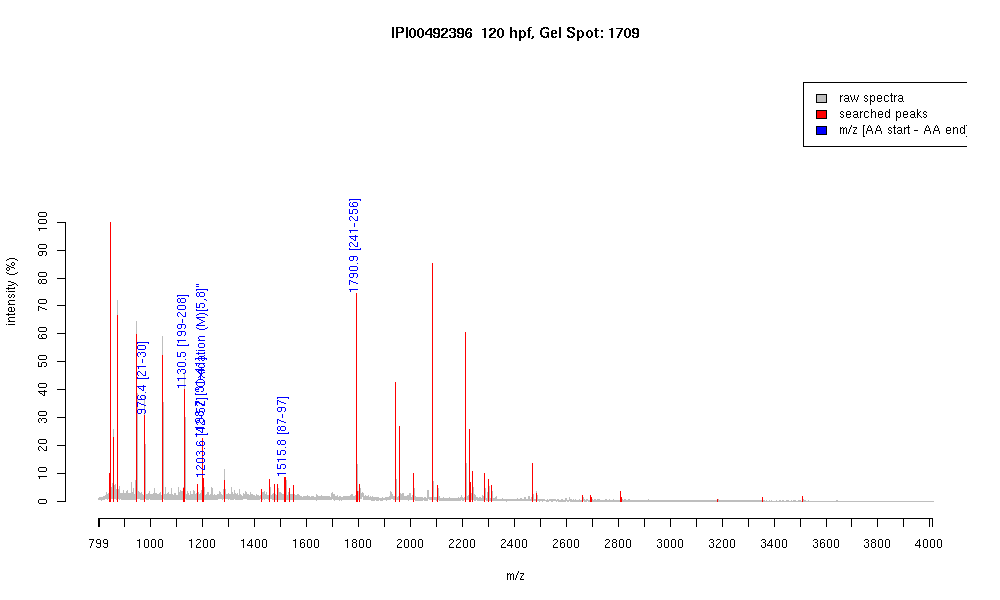 IPI00492396 120 hpf, Gel Spot: 1709
raw spectra
searched peaks
m/z [AA start - AA end]
intensity (%)
100
90
80
70
60
50
40
30
20
10
0
976.4 [21-30]
1130.5 [199-208]
1203.6 [42-52]
1515.8 [87-97]
1790.9 [241-256]
799 1000 1200 1400 1600 1800 2000 2200 2400 2600 2800 3000 3200 3400 3600 3800 4000
m/z